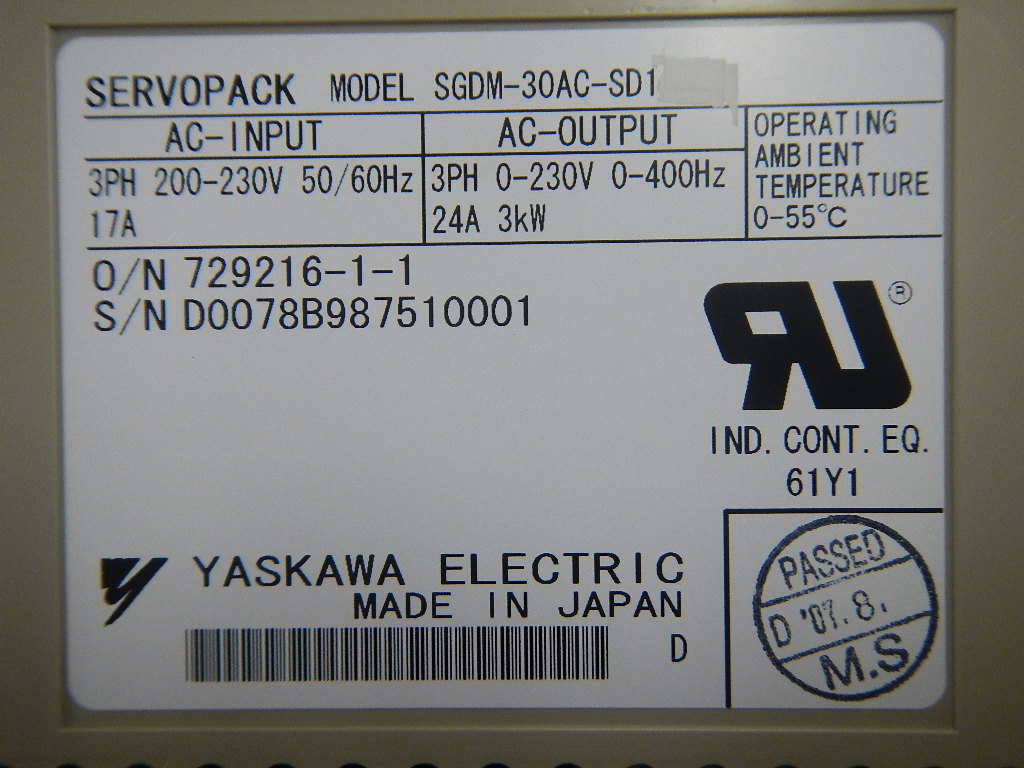 SERVOPACK MODEL SGDM-30AC-SD1
AC-INPUT
3PH 200-230V 50/60Hz
17A
AC-OUTPUT
3PH 0-230V 0-400Hz
24A 3kW
OPERATING
AMBIENT
TEMPERATURE
0-55℃
O/N 729216-1-1
S/N D0078B987510001
RU ®
IND. CONT. EQ.
61Y1
YASKAWA ELECTRIC
MADE IN JAPAN
D
PASSED
D '07.8.
M.S